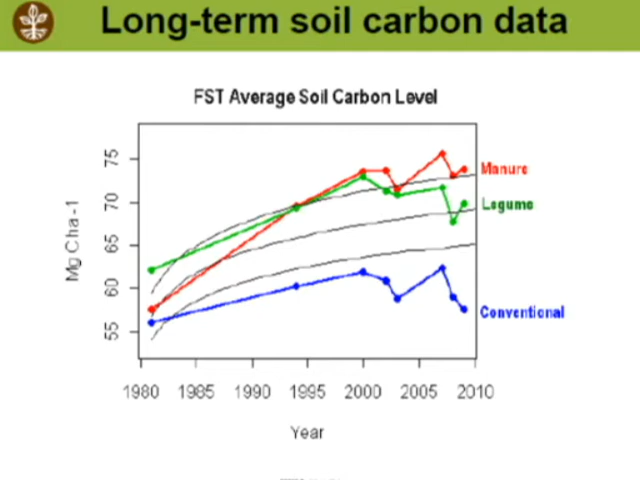 Long-term soil carbon data
FST Average Soil Carbon Level
75
70
65
60
55
Mg Cha-1
Manure
Legume
Conventional
1980 1985 1990 1995 2000 2005 2010
Year